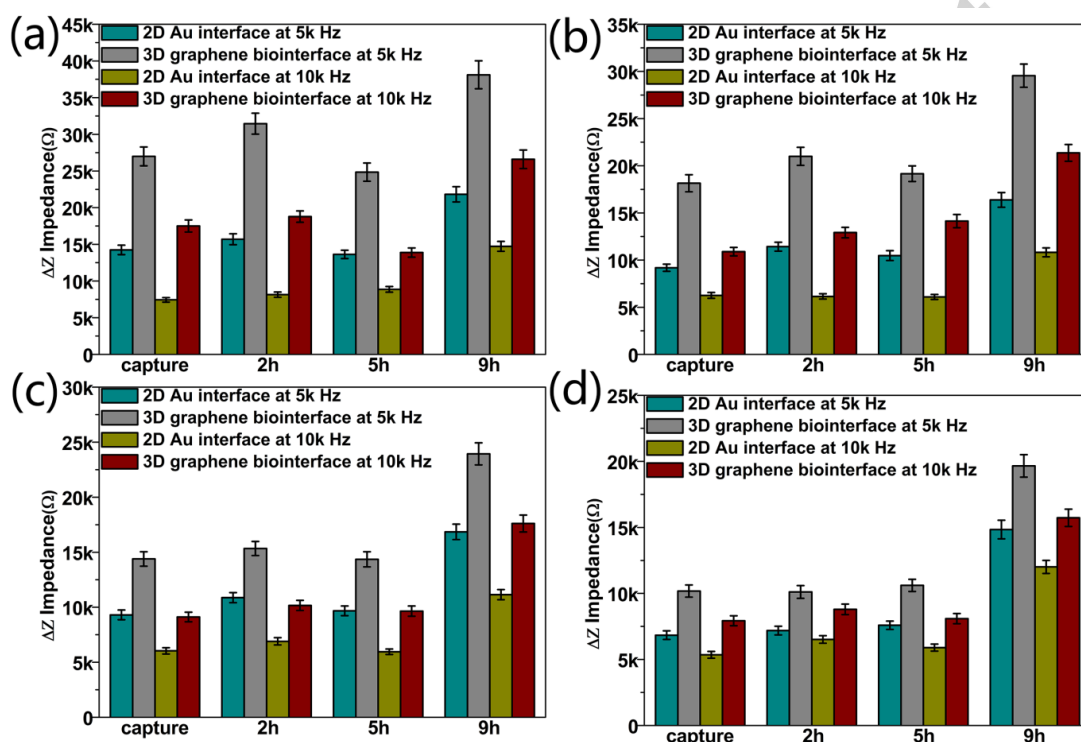 (a)
2D Au interface at 5k Hz
3D graphene biointerface at 5k Hz
2D Au interface at 10k Hz
3D graphene biointerface at 10k Hz
ΔZ Impedance(Ω)
45k
40k
35k
30k
25k
20k
15k
10k
5k
0
capture 2h 5h 9h
(b)
2D Au interface at 5k Hz
3D graphene biointerface at 5k Hz
2D Au interface at 10k Hz
3D graphene biointerface at 10k Hz
ΔZ Impedance(Ω)
35k
30k
25k
20k
15k
10k
5k
0
capture 2h 5h 9h
(c)
2D Au interface at 5k Hz
3D graphene biointerface at 5k Hz
2D Au interface at 10k Hz
3D graphene biointerface at 10k Hz
ΔZ Impedance(Ω)
30k
25k
20k
15k
10k
5k
0
capture 2h 5h 9h
(d)
2D Au interface at 5k Hz
3D graphene biointerface at 5k Hz
2D Au interface at 10k Hz
3D graphene biointerface at 10k Hz
ΔZ Impedance(Ω)
25k
20k
15k
10k
5k
0
capture 2h 5h 9h